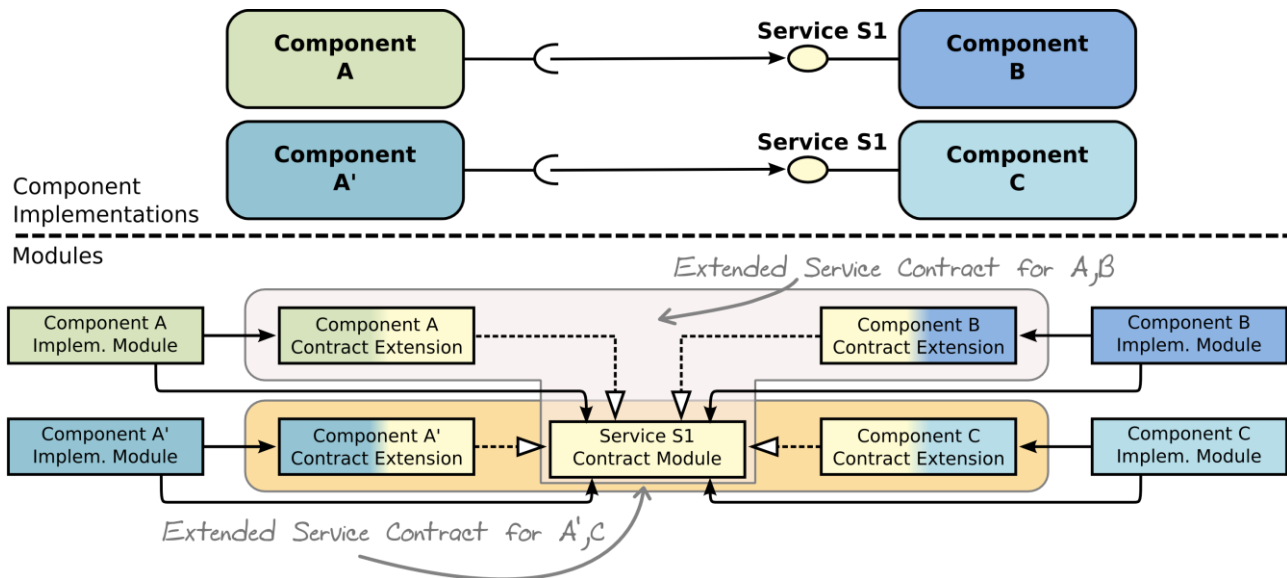 Component
A
Service S1
Component
B
Component
A'
Service S1
Component
C
Component
Implementations
Modules
Extended Service Contract for A,B
Component A
Implem. Module
Component A
Contract Extension
Component B
Contract Extension
Component B
Implem. Module
Component A'
Implem. Module
Component A'
Contract Extension
Service S1
Contract Module
Component C
Contract Extension
Component C
Implem. Module
Extended Service Contract for A',C